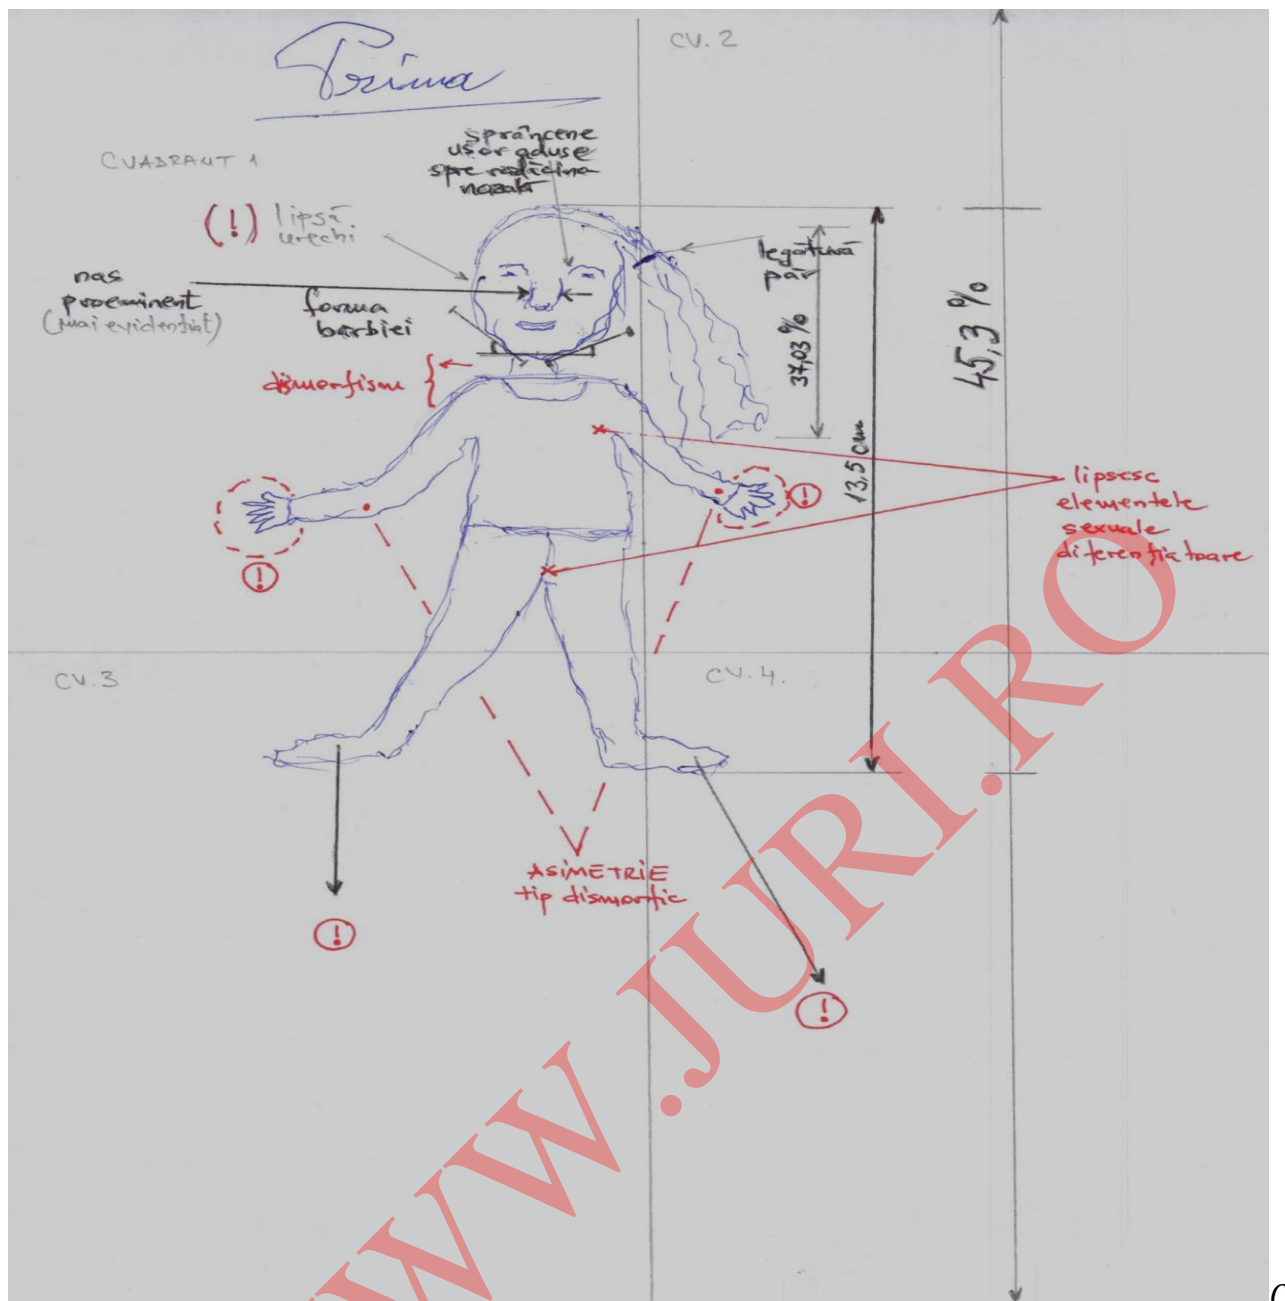 Prima
CV. 2
CUADRANT 1
sprâncene
ușor aduse
spre rădăcina
nazală
(!) lipsă
urechi
nas
proeminent
(mai evidențiat)
forma
bărbiei
legătură
păr
37,03 %
45,3 %
dismorfism
13,5 cm
!
!
lipsesc
elementele
sexuale
diferențiatoare
CV. 3
CV. 4.
ASIMETRIE
tip dismorfic
!
!
WWW.JURI.RO